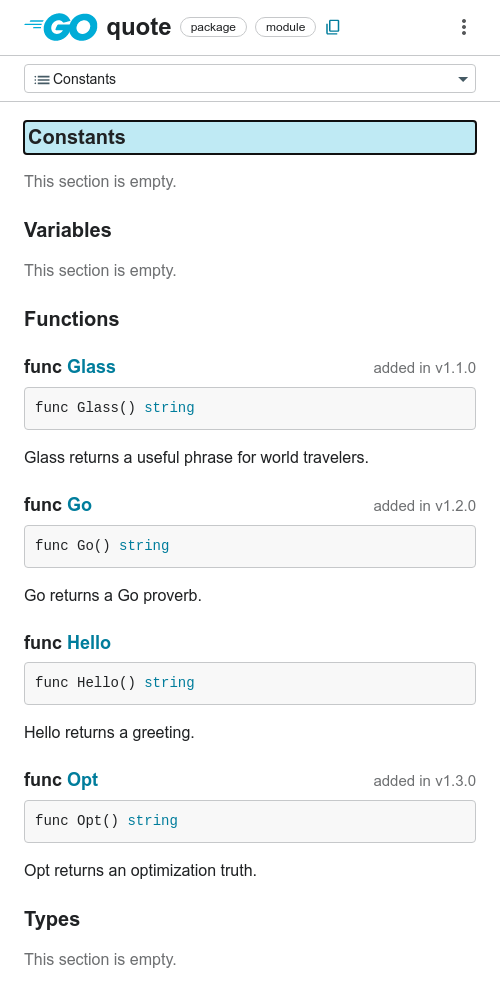 GO quote package module
Constants
Constants
This section is empty.
Variables
This section is empty.
Functions
func Glass added in v1.1.0
func Glass() string
Glass returns a useful phrase for world travelers.
func Go added in v1.2.0
func Go() string
Go returns a Go proverb.
func Hello
func Hello() string
Hello returns a greeting.
func Opt added in v1.3.0
func Opt() string
Opt returns an optimization truth.
Types
This section is empty.